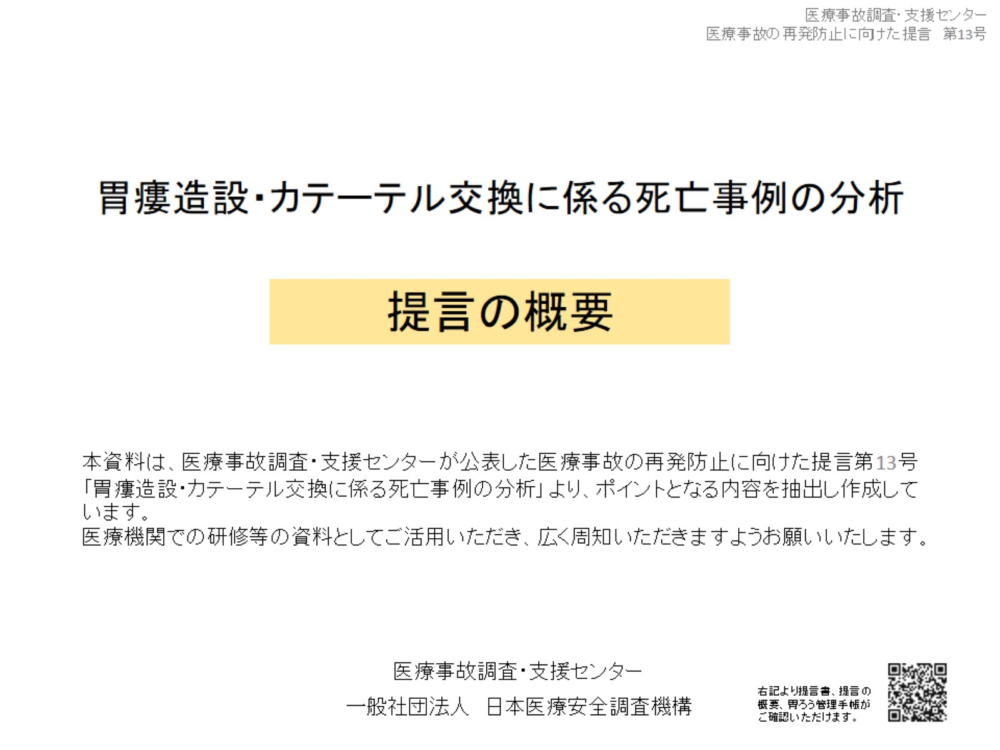 医療事故調査・支援センター
医療事故の再発防止に向けた提言　第13号
胃瘻造設・カテーテル交換に係る死亡事例の分析
提言の概要
本資料は、医療事故調査・支援センターが公表した医療事故の再発防止に向けた提言第13号
「胃瘻造設・カテーテル交換に係る死亡事例の分析」より、ポイントとなる内容を抽出し作成して
います。
医療機関での研修等の資料としてご活用いただき、広く周知いただきますようお願いいたします。
医療事故調査・支援センター
一般社団法人　日本医療安全調査機構
右記より提言書、提言の
概要、胃ろう管理手帳が
ご確認いただけます。